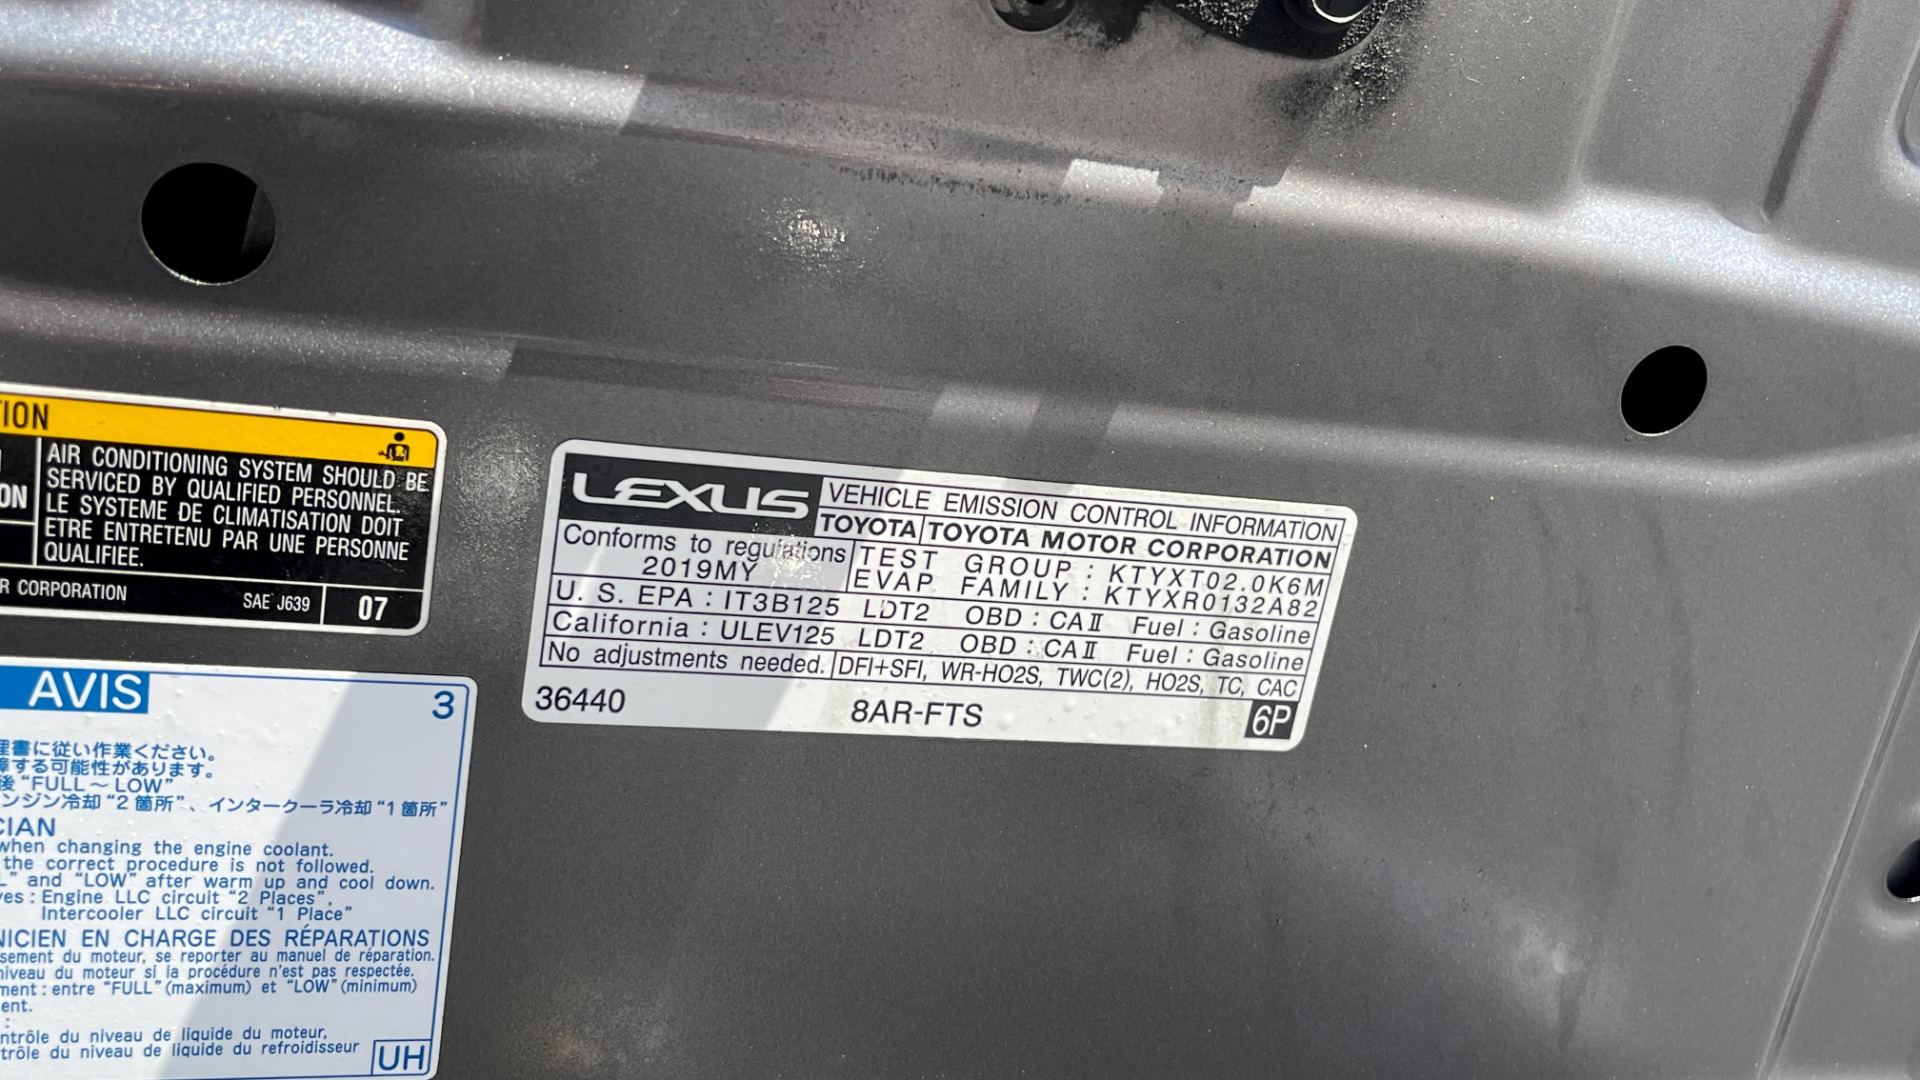 TION
AIR CONDITIONING SYSTEM SHOULD BE
SERVICED BY QUALIFIED PERSONNEL.
ON
LE SYSTEME DE CLIMATISATION DOIT
ETRE ENTRETENU PAR UNE PERSONNE
QUALIFIEE.
R CORPORATION SAE J639 07
AVIS 3
理書に従い作業ください。
障する可能性があります。
後“FULL～LOW”
ンジン冷却“2箇所”、インタークーラ冷却“1箇所”
CIAN
when changing the engine coolant.
the correct procedure is not followed.
L” and “LOW” after warm up and cool down.
ves : Engine LLC circuit “2 Places”,
Intercooler LLC circuit “1 Place”
NICIEN EN CHARGE DES RÉPARATIONS
sement du moteur, se reporter au manuel de réparation.
niveau du moteur si la procédure n'est pas respectée.
ment : entre “FULL” (maximum) et “LOW” (minimum)
ent.
:
ntrôle du niveau de liquide du moteur,
trôle du niveau de liquide du refroidisseur
UH
LEXUS VEHICLE EMISSION CONTROL INFORMATION
TOYOTA TOYOTA MOTOR CORPORATION
Conforms to regulations
2019MY
TEST GROUP : KTYXT02.0K6M
EVAP. FAMILY : KTYXR0132A82
U. S. EPA : IT3B125 LDT2 OBD : CAⅡ Fuel : Gasoline
California : ULEV125 LDT2 OBD : CAⅡ Fuel : Gasoline
No adjustments needed. DFI+SFI, WR-HO2S, TWC(2), HO2S, TC, CAC
36440 8AR-FTS 6P